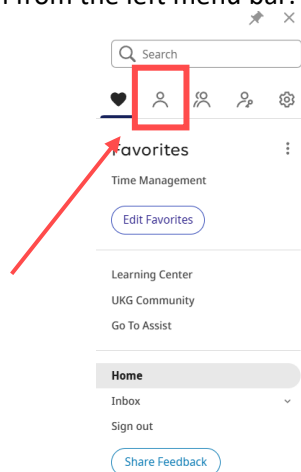 from the left menu bar.
Search
Favorites
Time Management
Edit Favorites
Learning Center
UKG Community
Go To Assist
Home
Inbox
Sign out
Share Feedback